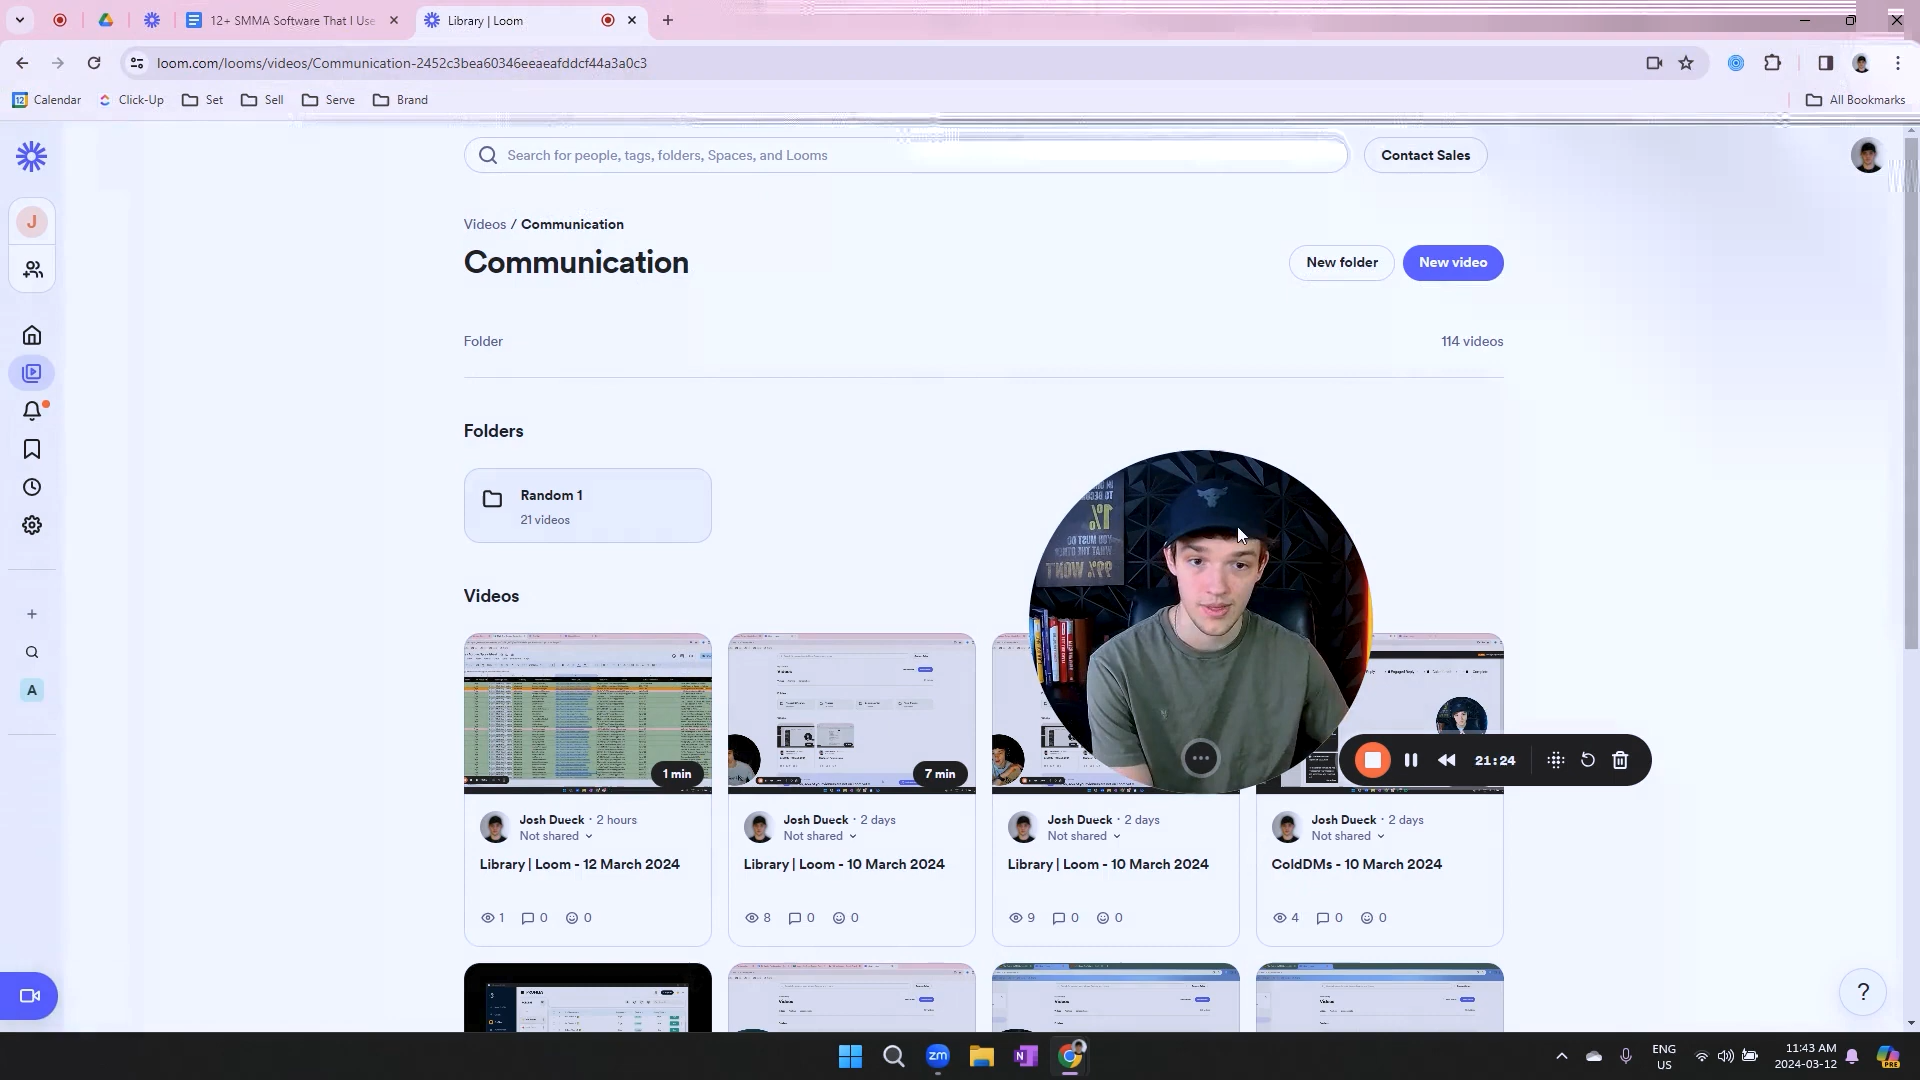 12+ SMMA Software That I Use
Library | Loom
loom.com/looms/videos/Communication-2452c3bea60346eeaeafddcf44a3a0c3
Calendar Click-Up Set Sell Serve Brand All Bookmarks
Search for people, tags, folders, Spaces, and Looms
Contact Sales
J
Videos / Communication
Communication
New folder
New video
Folder
114 videos
Folders
Random 1
21 videos
Videos
A
1 min
7 min
21:24
Josh Dueck · 2 hours
Not shared
Library | Loom - 12 March 2024
1 0 0
Josh Dueck · 2 days
Not shared
Library | Loom - 10 March 2024
8 0 0
Josh Dueck · 2 days
Not shared
Library | Loom - 10 March 2024
9 0 0
Josh Dueck · 2 days
Not shared
ColdDMs - 10 March 2024
4 0 0
?
zm
N
ENG
US
11:43 AM
2024-03-12
PRE